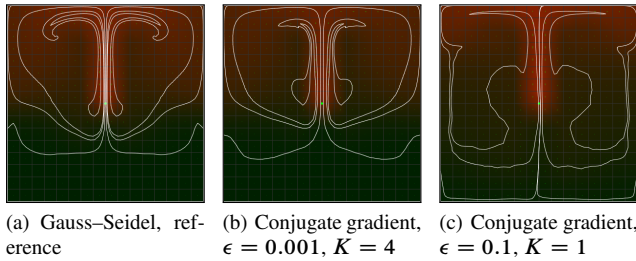 (a) Gauss–Seidel, ref-
erence
(b) Conjugate gradient,
ϵ = 0.001, K = 4
(c) Conjugate gradient,
ϵ = 0.1, K = 1